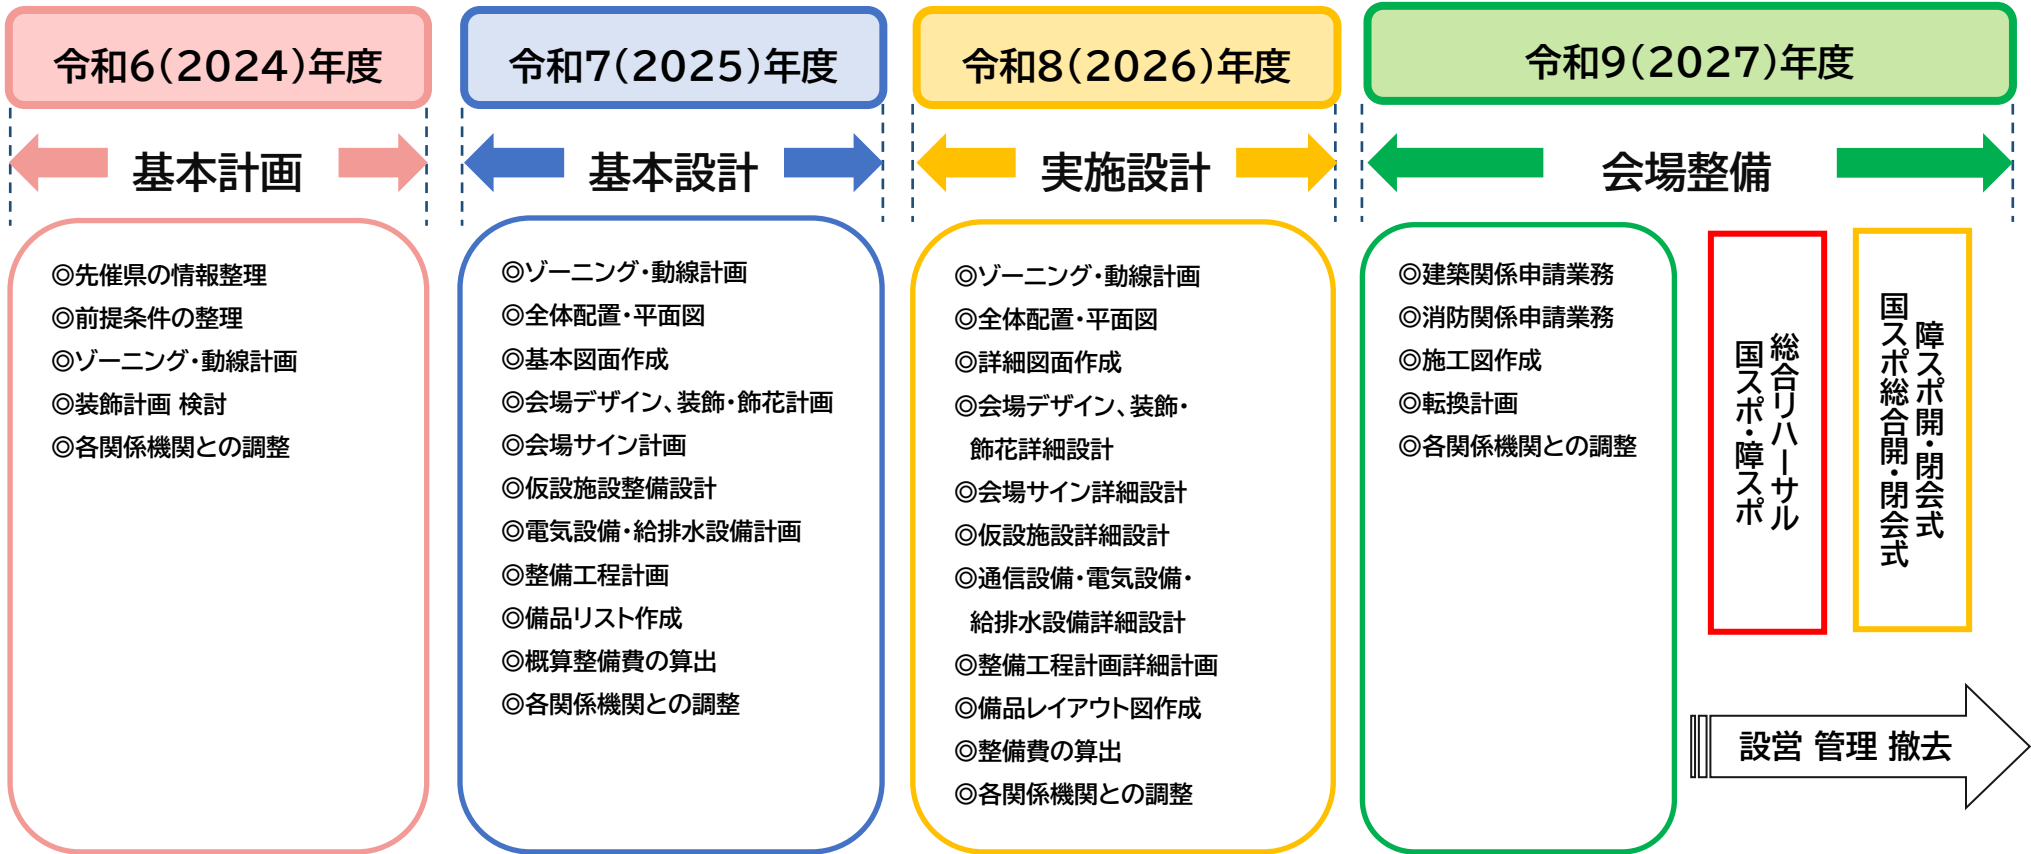 令和6(2024)年度
基本計画
◎先催県の情報整理
◎前提条件の整理
◎ゾーニング・動線計画
◎装飾計画 検討
◎各関係機関との調整
令和7(2025)年度
基本設計
◎ゾーニング・動線計画
◎全体配置・平面図
◎基本図面作成
◎会場デザイン、装飾・飾花計画
◎会場サイン計画
◎仮設施設整備設計
◎電気設備・給排水設備計画
◎整備工程計画
◎備品リスト作成
◎概算整備費の算出
◎各関係機関との調整
令和8(2026)年度
実施設計
◎ゾーニング・動線計画
◎全体配置・平面図
◎詳細図面作成
◎会場デザイン、装飾・
飾花詳細設計
◎会場サイン詳細設計
◎仮設施設詳細設計
◎通信設備・電気設備・
給排水設備詳細設計
◎整備工程計画詳細計画
◎備品レイアウト図作成
◎整備費の算出
◎各関係機関との調整
令和9(2027)年度
会場整備
◎建築関係申請業務
◎消防関係申請業務
◎施工図作成
◎転換計画
◎各関係機関との調整
総合リハーサル
国スポ・障スポ
障スポ開・閉会式
国スポ総合開・閉会式
設営 管理 撤去